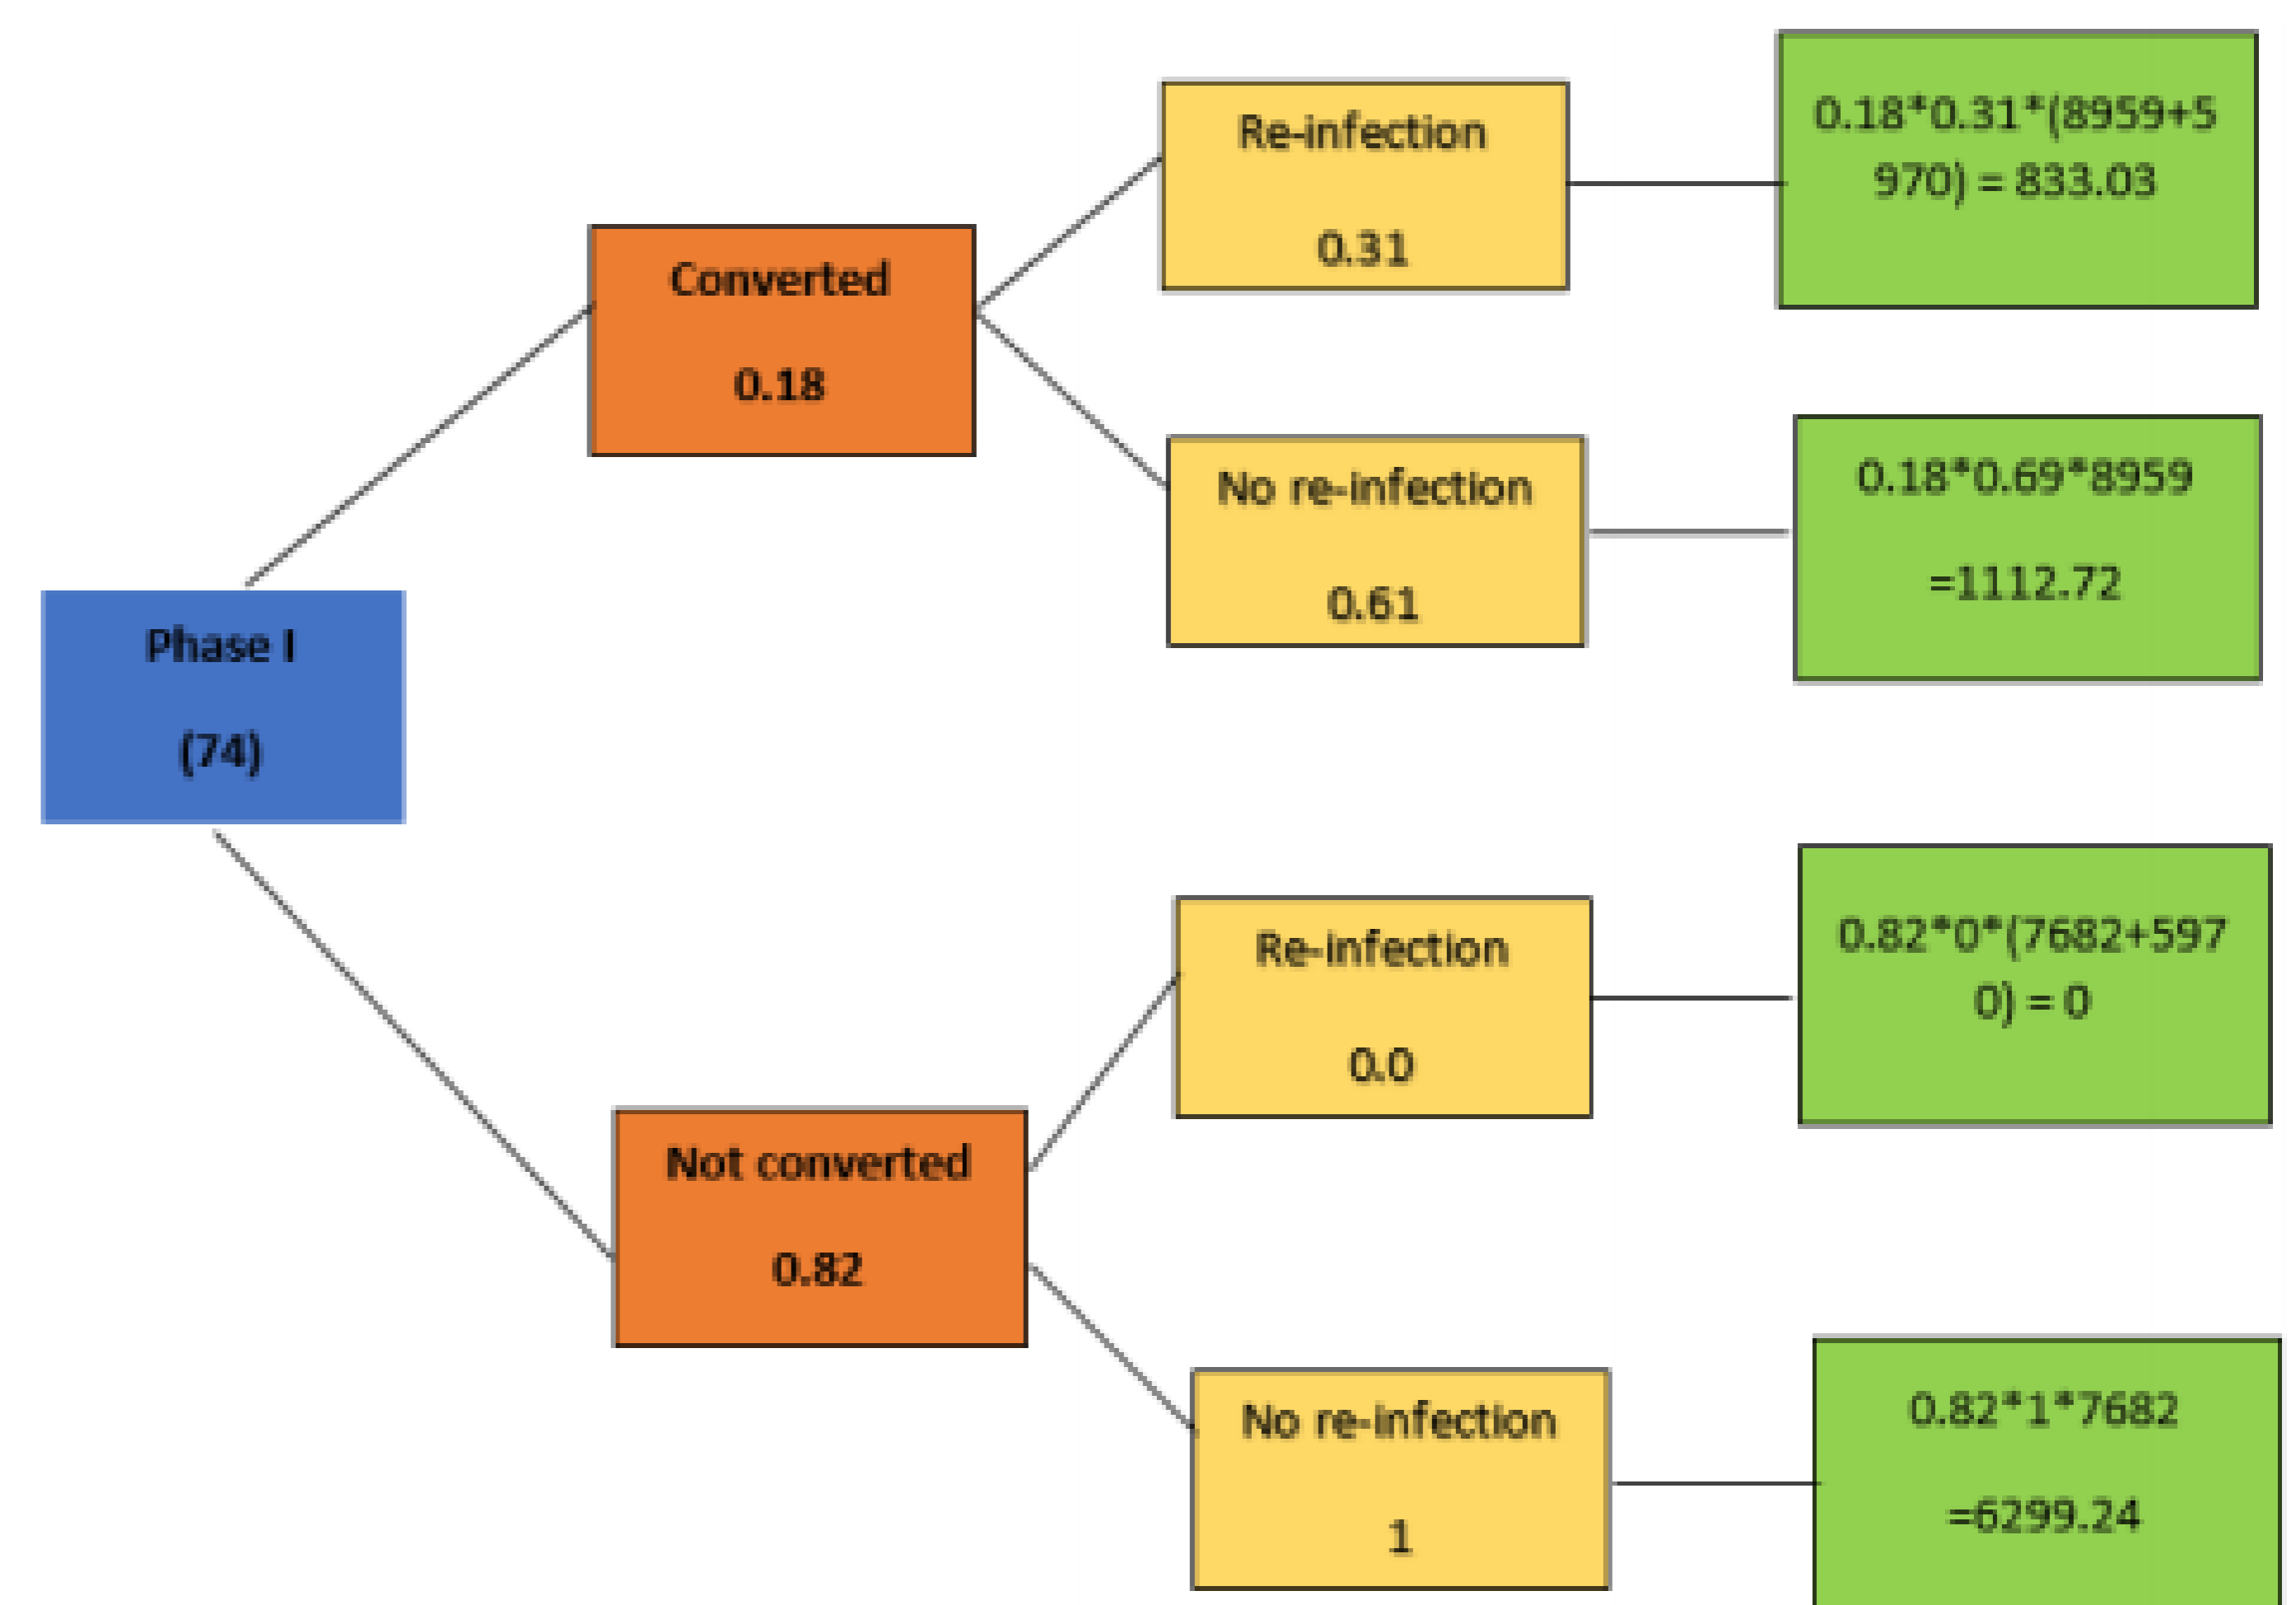 Phase I
(74)
Converted
0.18
Re-infection
0.31
0.18*0.31*(8959+5
970) = 833.03
No re-infection
0.61
0.18*0.69*8959
=1112.72
Not converted
0.82
Re-infection
0.0
0.82*0*(7682+597
0) = 0
No re-infection
1
0.82*1*7682
=6299.24